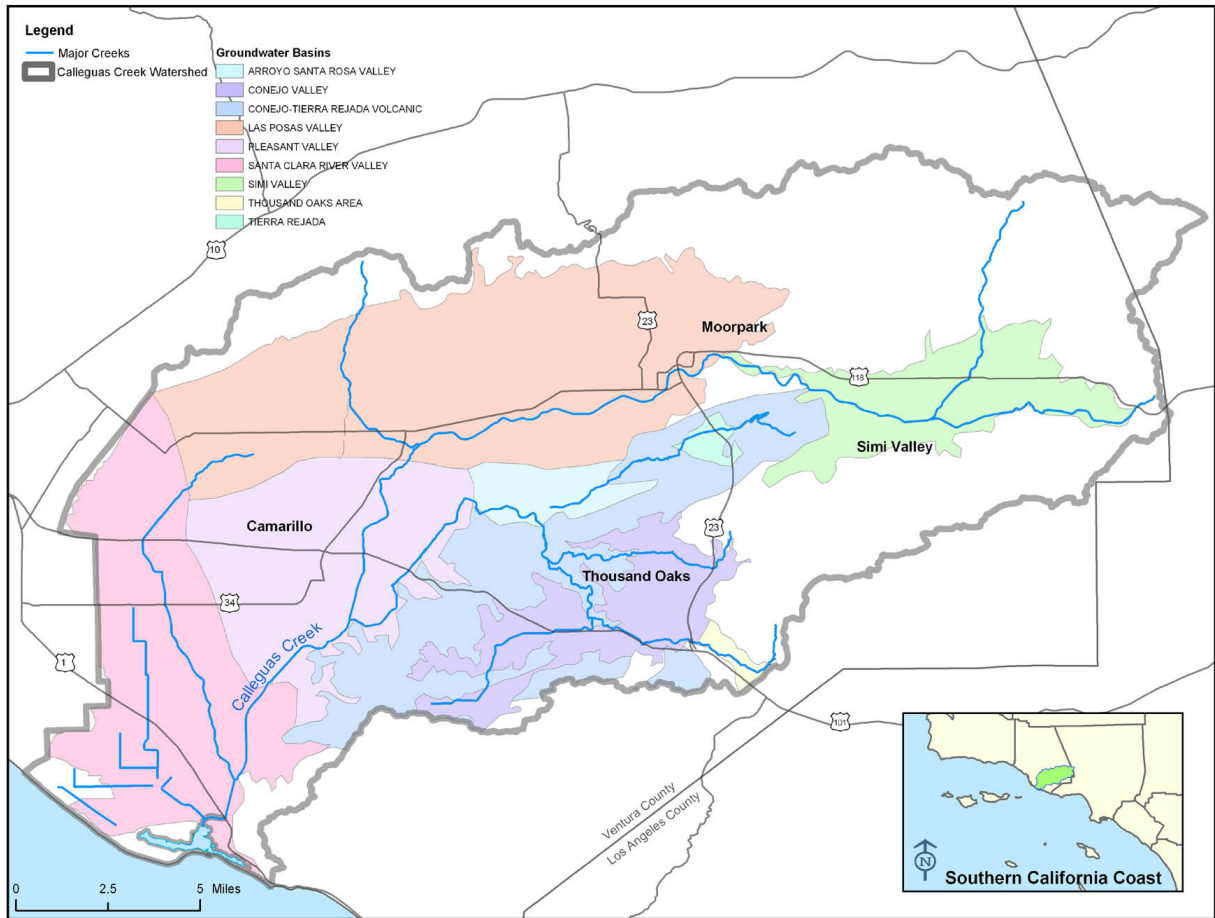 Legend
Major Creeks
Calleguas Creek Watershed
Groundwater Basins
ARROYO SANTA ROSA VALLEY
CONEJO VALLEY
CONEJO-TIERRA REJADA VOLCANIC
LAS POSAS VALLEY
PLEASANT VALLEY
SANTA CLARA RIVER VALLEY
SIMI VALLEY
THOUSAND OAKS AREA
TIERRA REJADA
10
23
Moorpark
118
Simi Valley
Camarillo
23
Thousand Oaks
34
Calleguas Creek
1
101
Ventura County
Los Angeles County
N
Southern California Coast
0 2.5 5 Miles